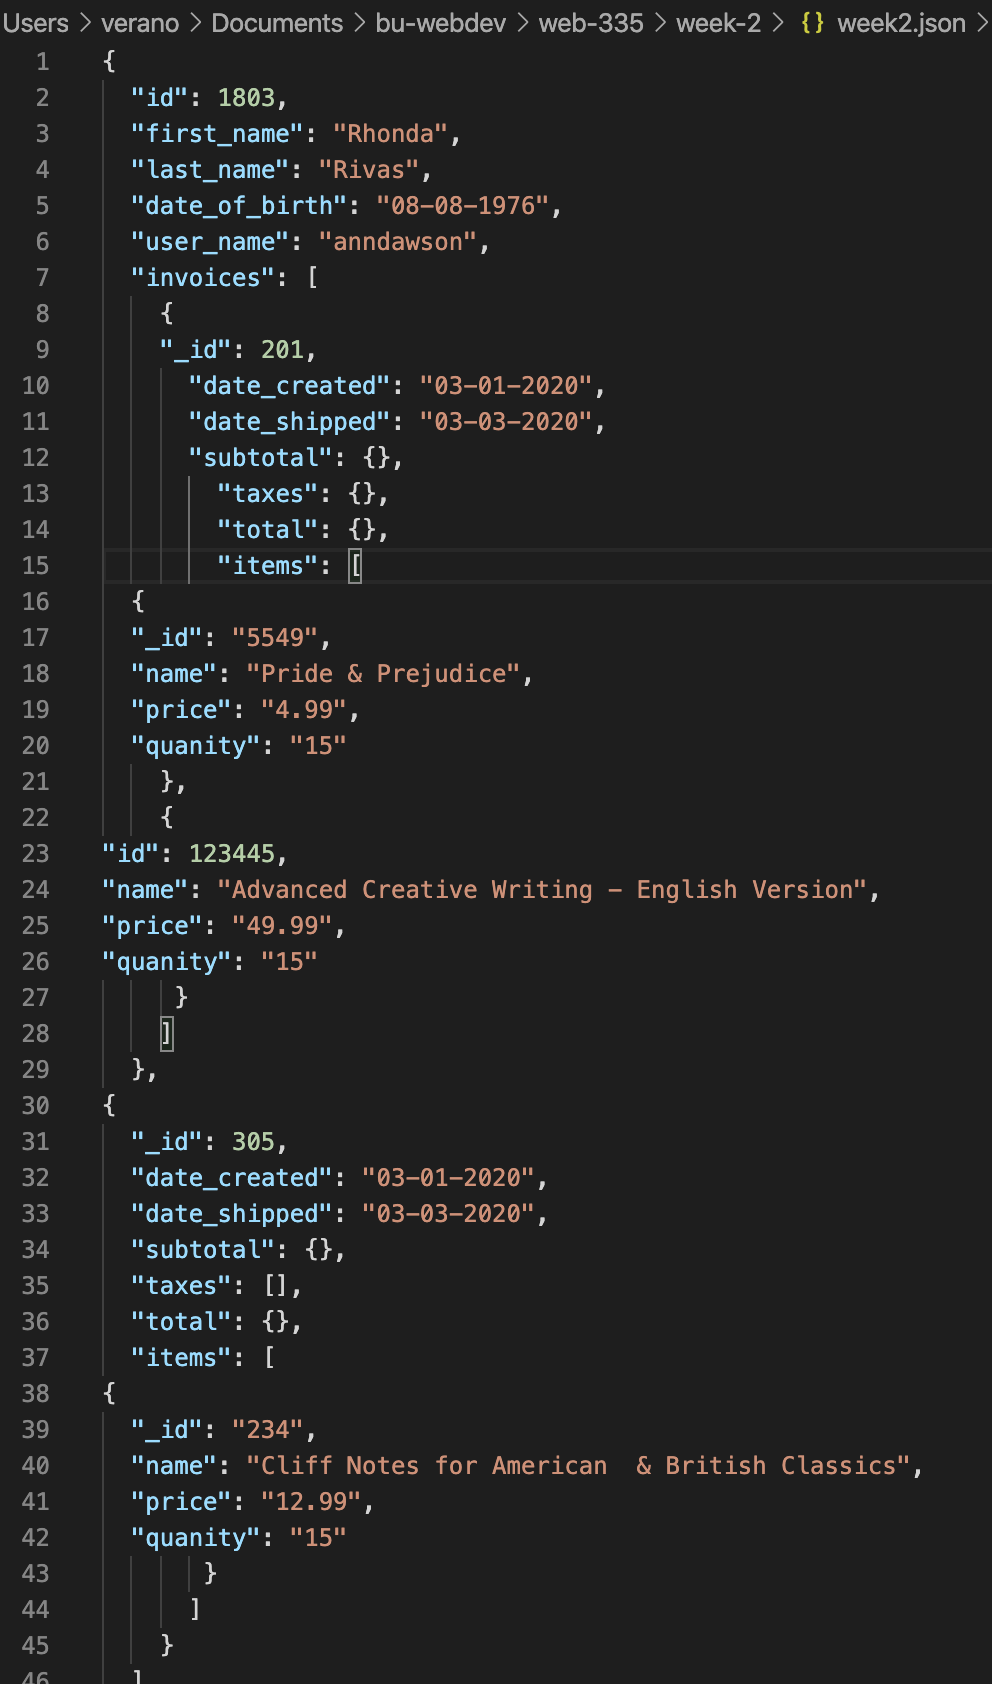 Users > verano > Documents > bu-webdev > web-335 > week-2 > {} week2.json >
1 {
2 "id": 1803,
3 "first_name": "Rhonda",
4 "last_name": "Rivas",
5 "date_of_birth": "08-08-1976",
6 "user_name": "anndawson",
7 "invoices": [
8 {
9 "_id": 201,
10 "date_created": "03-01-2020",
11 "date_shipped": "03-03-2020",
12 "subtotal": {},
13 "taxes": {},
14 "total": {},
15 "items": [
16 {
17 "_id": "5549",
18 "name": "Pride & Prejudice",
19 "price": "4.99",
20 "quanity": "15"
21 },
22 {
23 "id": 123445,
24 "name": "Advanced Creative Writing – English Version",
25 "price": "49.99",
26 "quanity": "15"
27 }
28 ]
29 },
30 {
31 "_id": 305,
32 "date_created": "03-01-2020",
33 "date_shipped": "03-03-2020",
34 "subtotal": {},
35 "taxes": [],
36 "total": {},
37 "items": [
38 {
39 "_id": "234",
40 "name": "Cliff Notes for American  & British Classics",
41 "price": "12.99",
42 "quanity": "15"
43 }
44 ]
45 }
46 ]